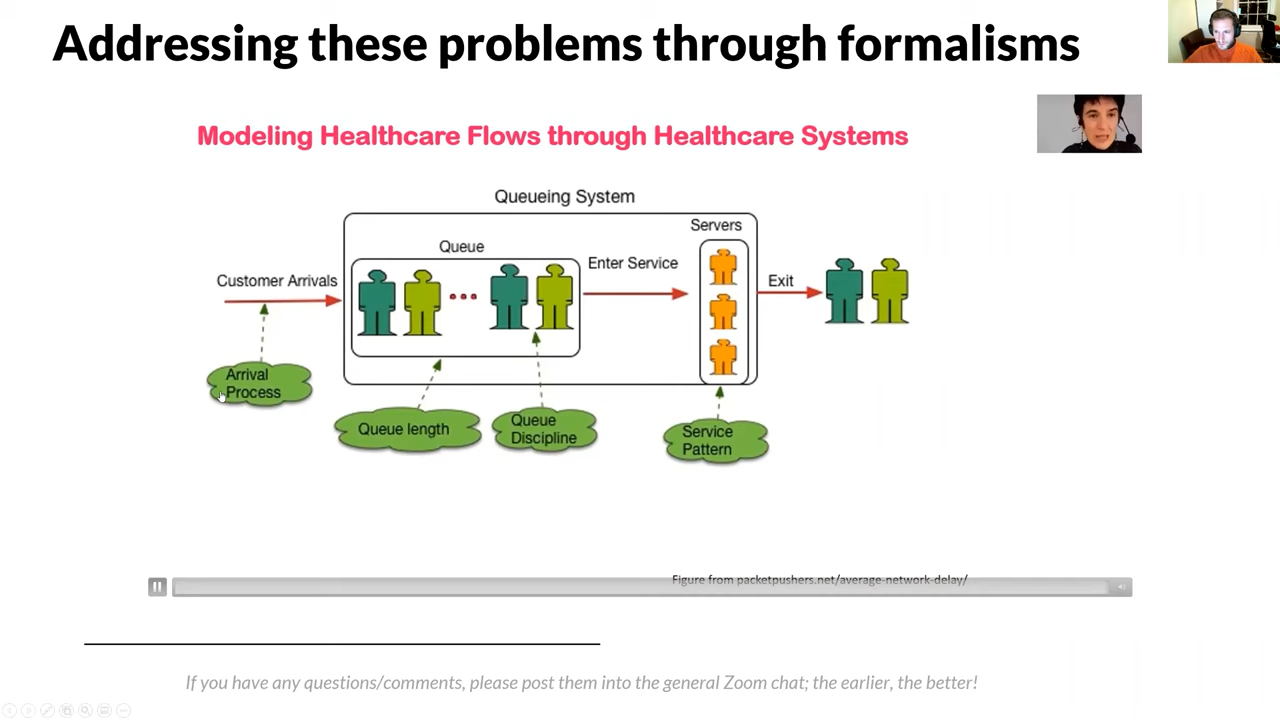 Addressing these problems through formalisms
Modeling Healthcare Flows through Healthcare Systems
Queueing System
Servers
Queue
Enter Service
Customer Arrivals
Exit
Arrival
Process
Queue length
Queue
Discipline
Service
Pattern
Figure from packetpushers.net/average-network-delay/
If you have any questions/comments, please post them into the general Zoom chat; the earlier, the better!